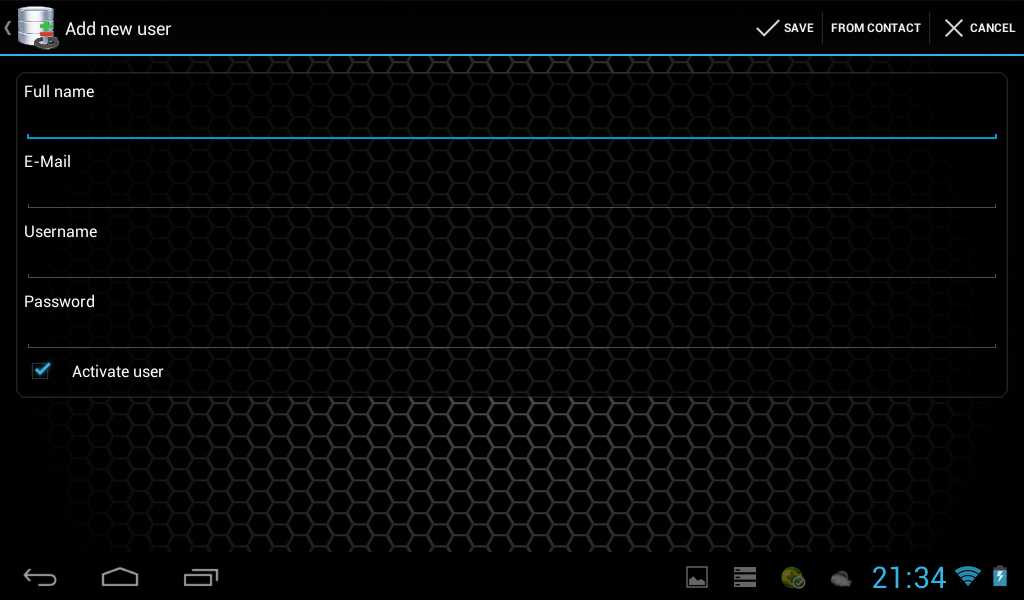 Add new user
SAVE
FROM CONTACT
CANCEL
Full name
E-Mail
Username
Password
Activate user
21:34